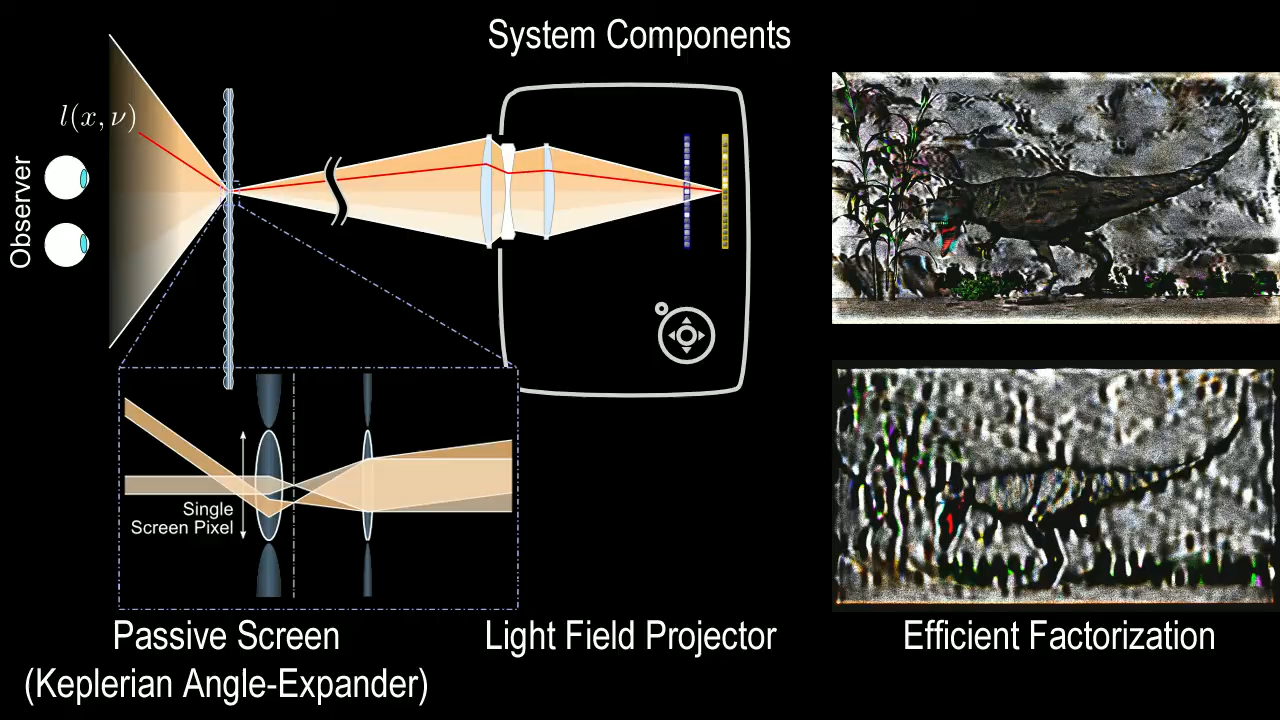 System Components
l(x, ν)
Observer
Single
Screen Pixel
Passive Screen
(Keplerian Angle-Expander)
Light Field Projector
Efficient Factorization